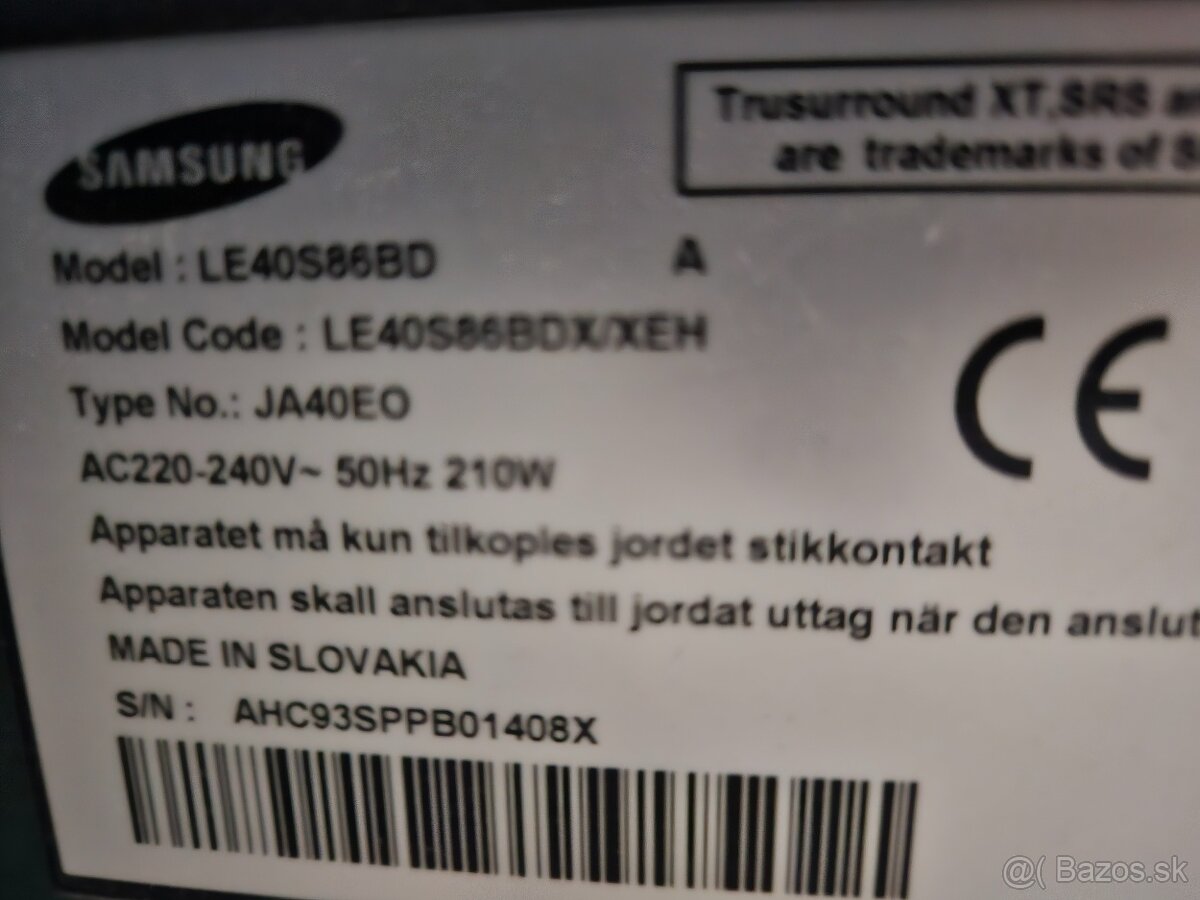 SAMSUNG
Trusurround XT,SRS
are trademarks of
Model : LE40S86BD A
Model Code : LE40S86BDX/XEH
Type No.: JA40EO
AC220-240V~ 50Hz 210W
CE
Apparatet må kun tilkoples jordet stikkontakt
Apparaten skall anslutas till jordat uttag när den
MADE IN SLOVAKIA
S/N : AHC93SPPB01408X
@( Bazos.sk